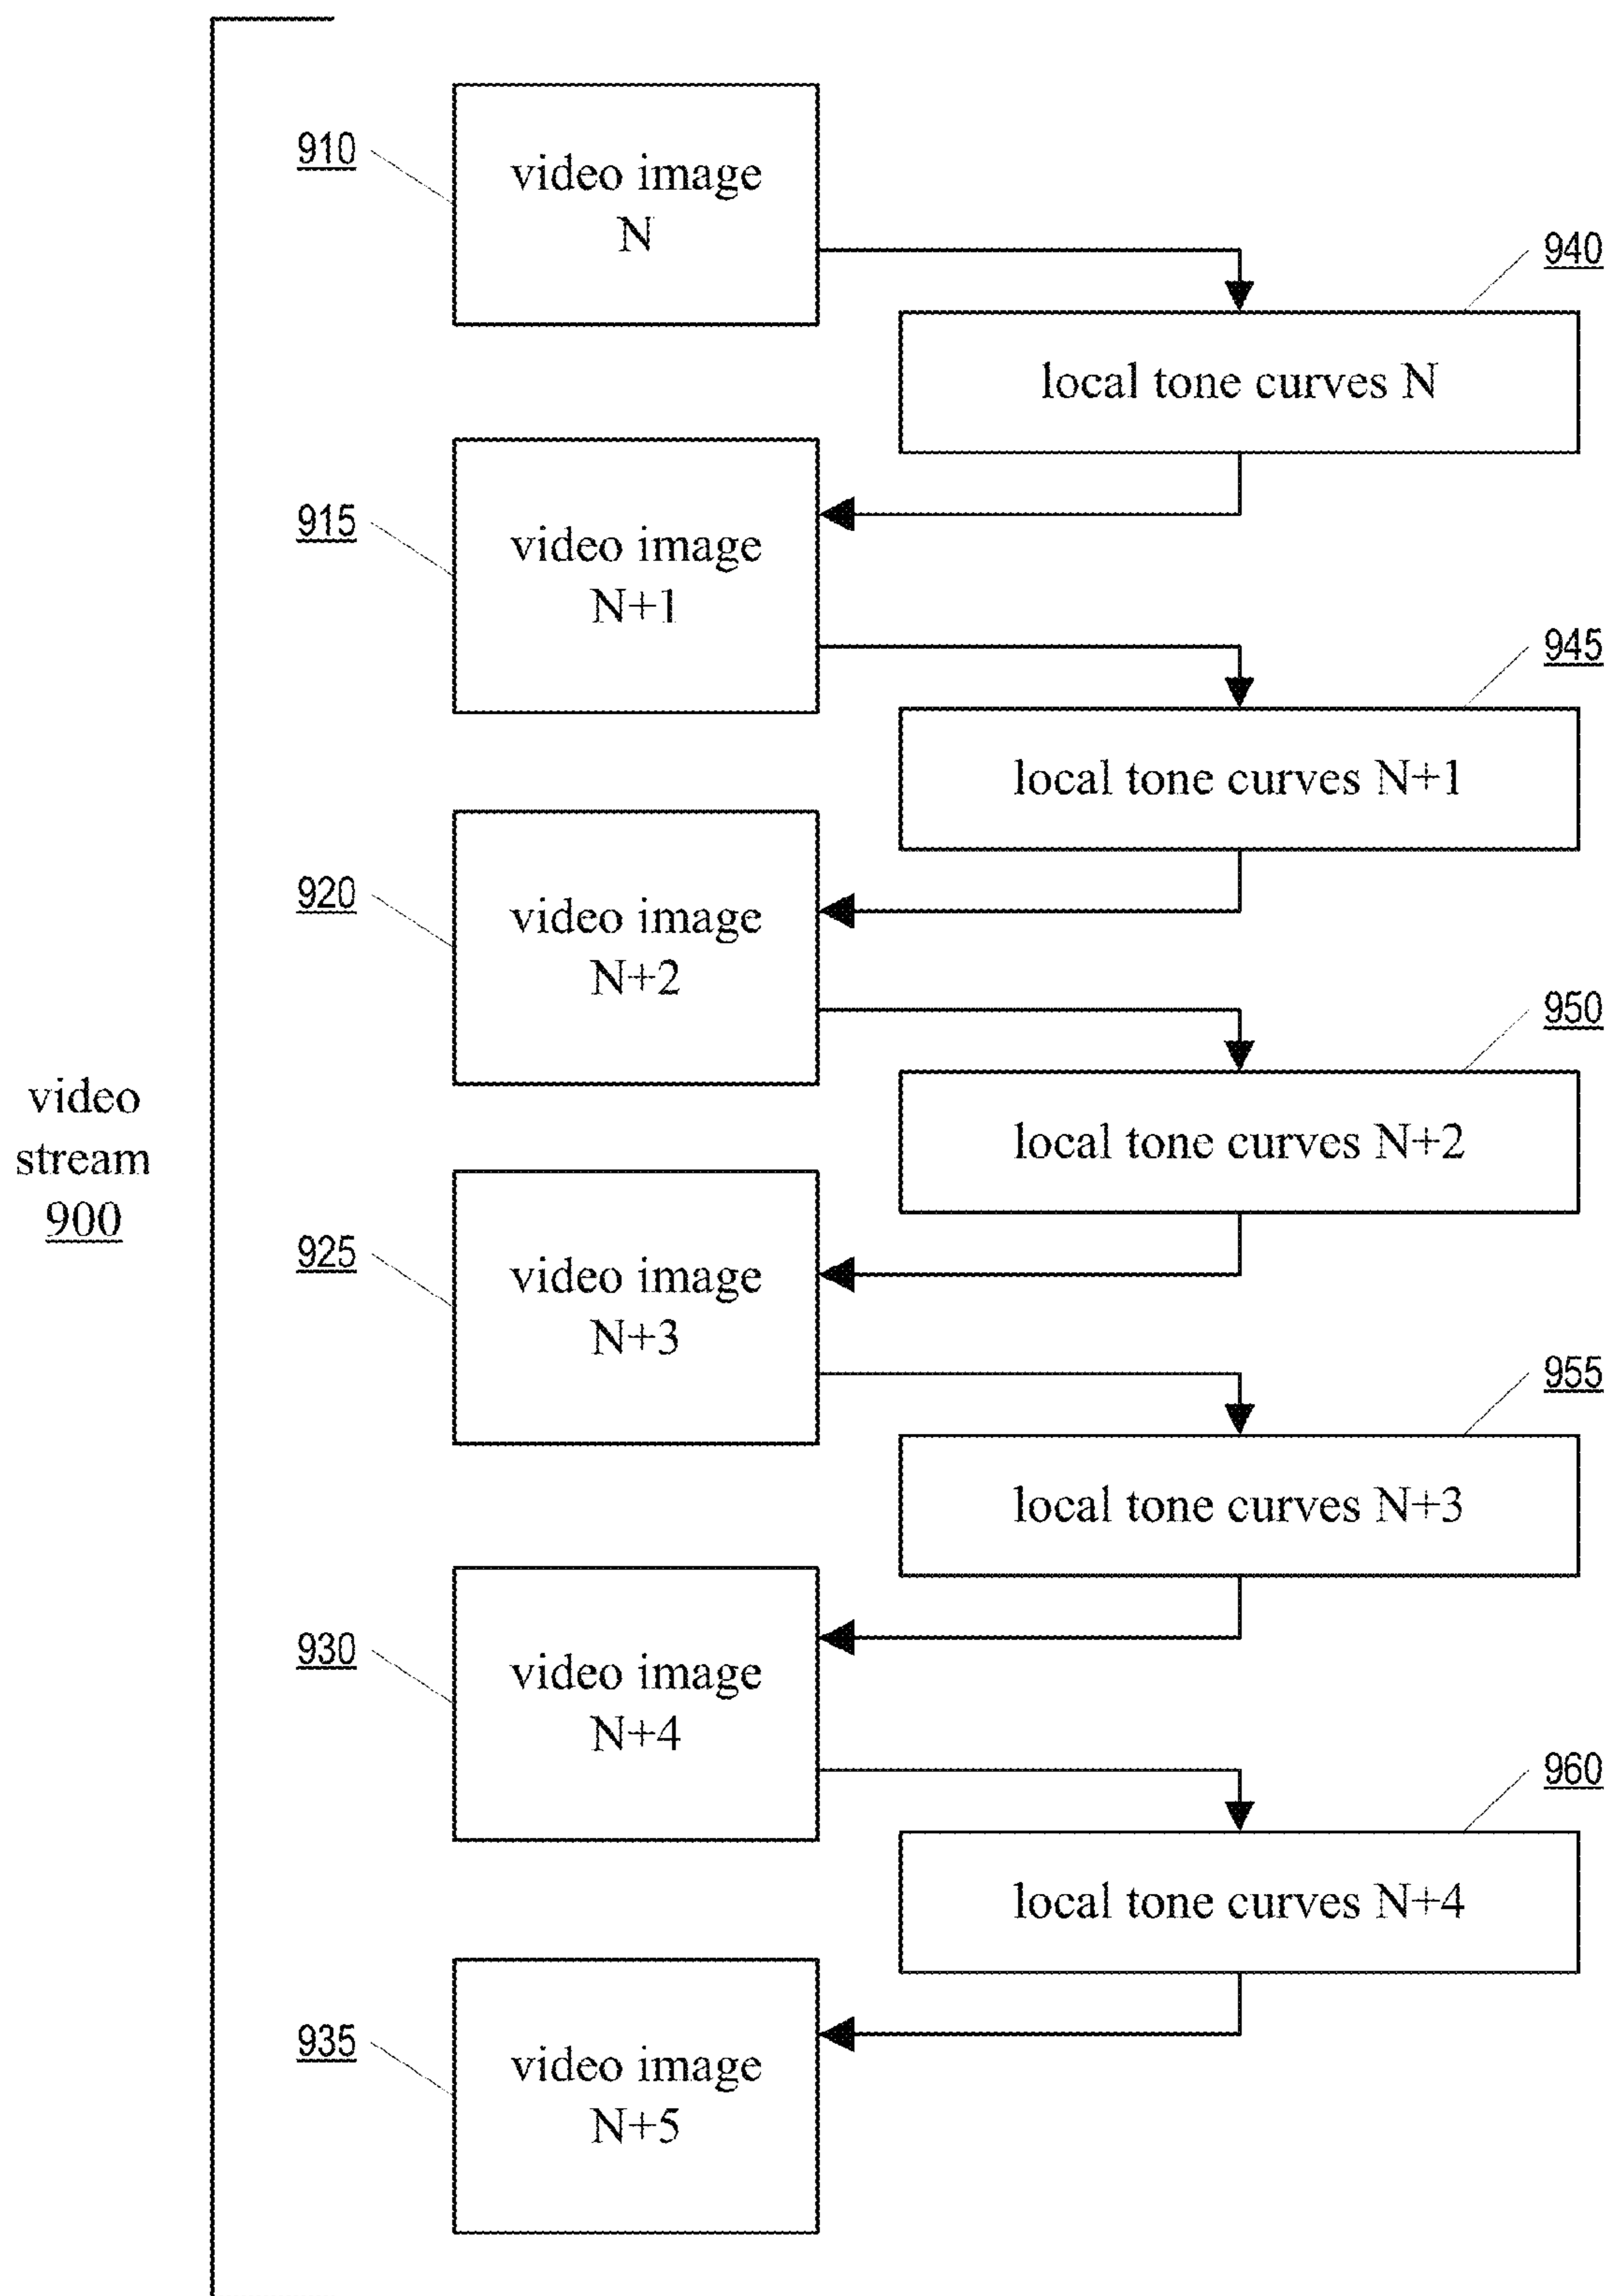 910
video image
N
940
local tone curves N
915
video image
N+1
945
local tone curves N+1
920
video image
N+2
950
local tone curves N+2
video
stream
900
925
video image
N+3
955
local tone curves N+3
930
video image
N+4
960
local tone curves N+4
935
video image
N+5